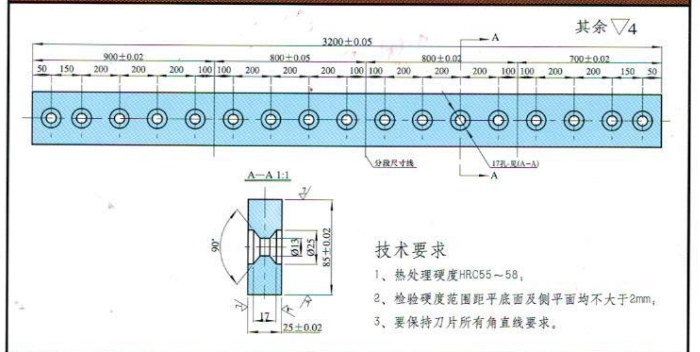 其余▽4
A
3200±0.05
900±0.02 800±0.05 800±0.02 700±0.02
50 150 200 200 200 100 100 200 200 200 100 100 200 200 100 100 200 200 150 50
分段尺寸线
17孔-见(A-A)
A
A—A 1:1
90°
Ø13
Ø25
85±0.02
17
25±0.02
技术要求
1、热处理硬度HRC55～58;
2、检验硬度范围距平底面及侧平面均不大于2mm;
3、要保持刀片所有角直线要求。